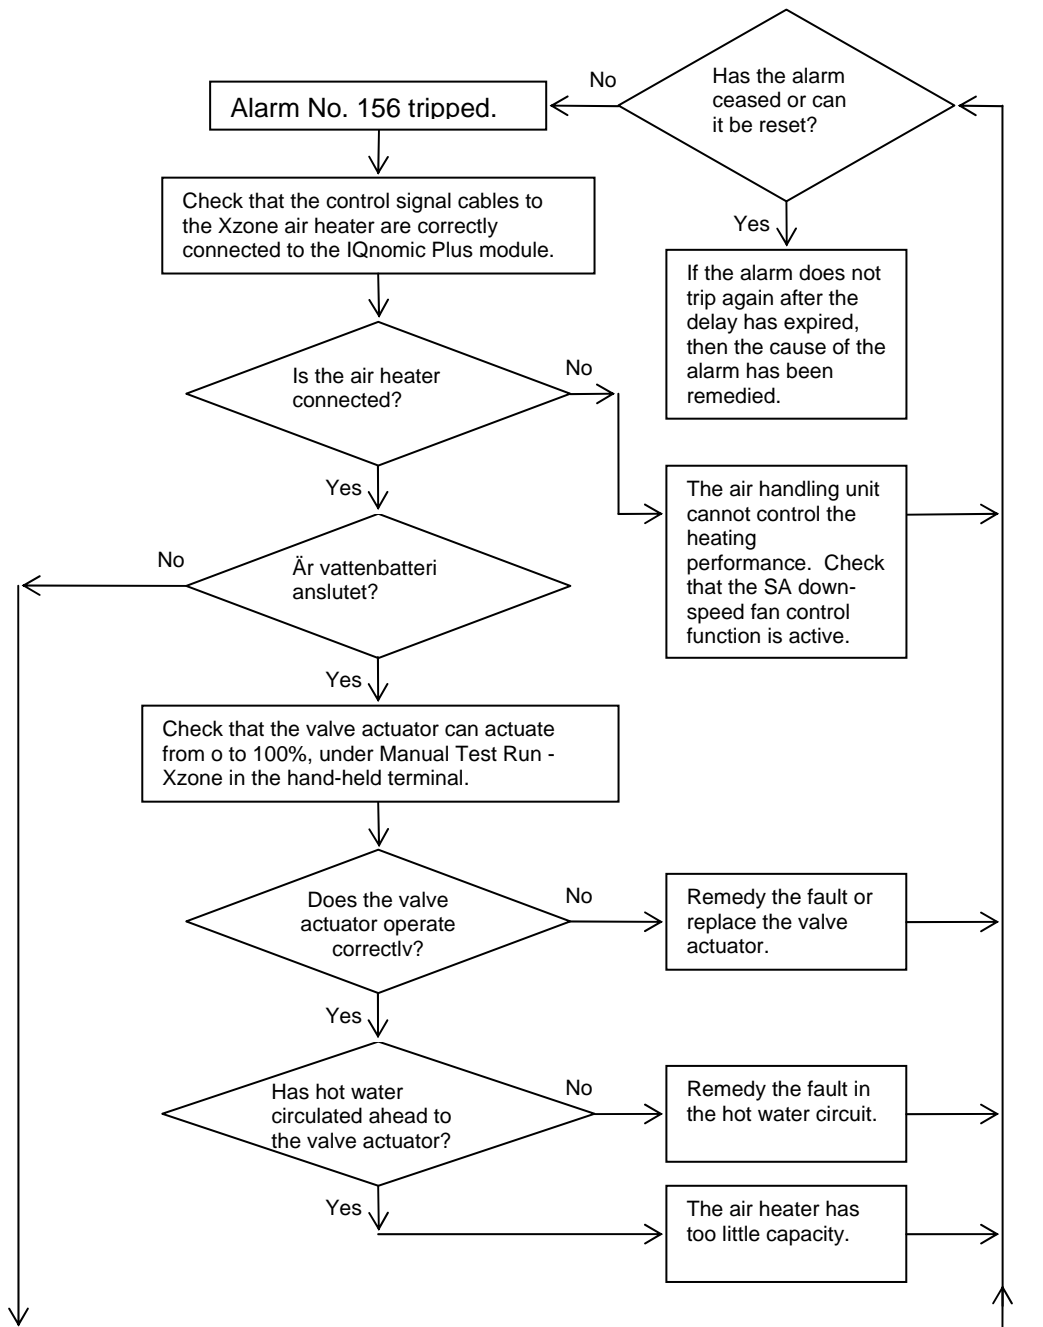 Alarm No. 156 tripped.
No
Has the alarm
ceased or can
it be reset?
Yes
Check that the control signal cables to
the Xzone air heater are correctly
connected to the IQnomic Plus module.
If the alarm does not
trip again after the
delay has expired,
then the cause of the
alarm has been
remedied.
Is the air heater
connected?
No
Yes
The air handling unit
cannot control the
heating
performance. Check
that the SA down-
speed fan control
function is active.
No
Är vattenbatteri
anslutet?
Yes
Check that the valve actuator can actuate
from o to 100%, under Manual Test Run -
Xzone in the hand-held terminal.
Does the valve
actuator operate
correctly?
No
Remedy the fault or
replace the valve
actuator.
Yes
Has hot water
circulated ahead to
the valve actuator?
No
Remedy the fault in
the hot water circuit.
Yes
The air heater has
too little capacity.